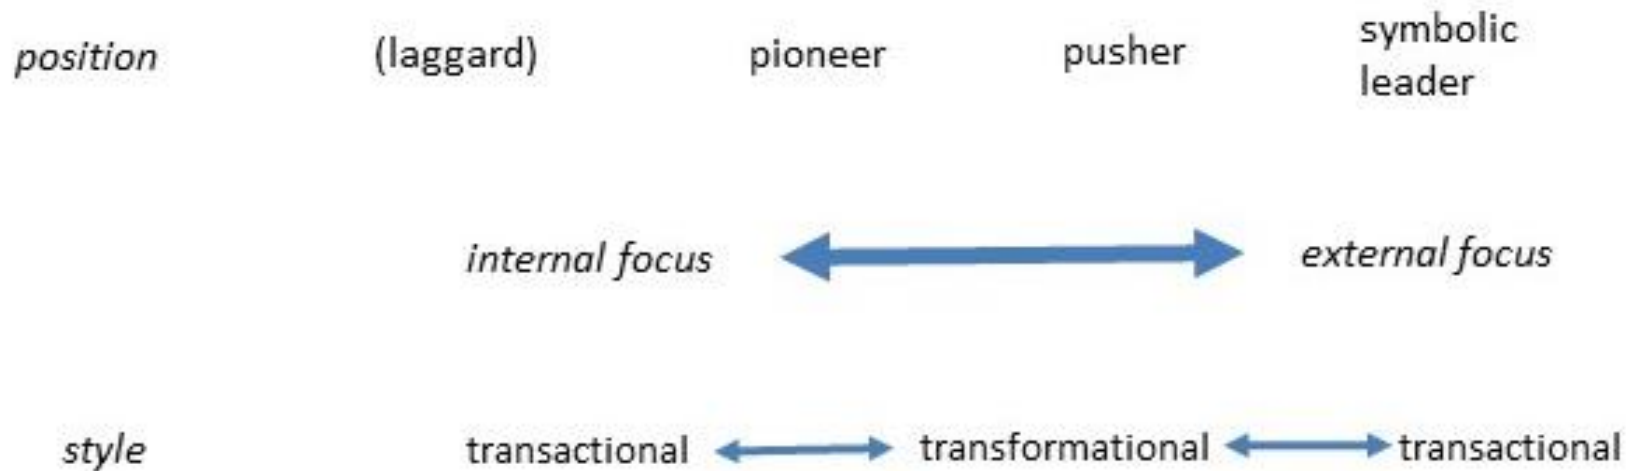 position (laggard) pioneer pusher symbolic
leader
internal focus external focus
style transactional transformational transactional